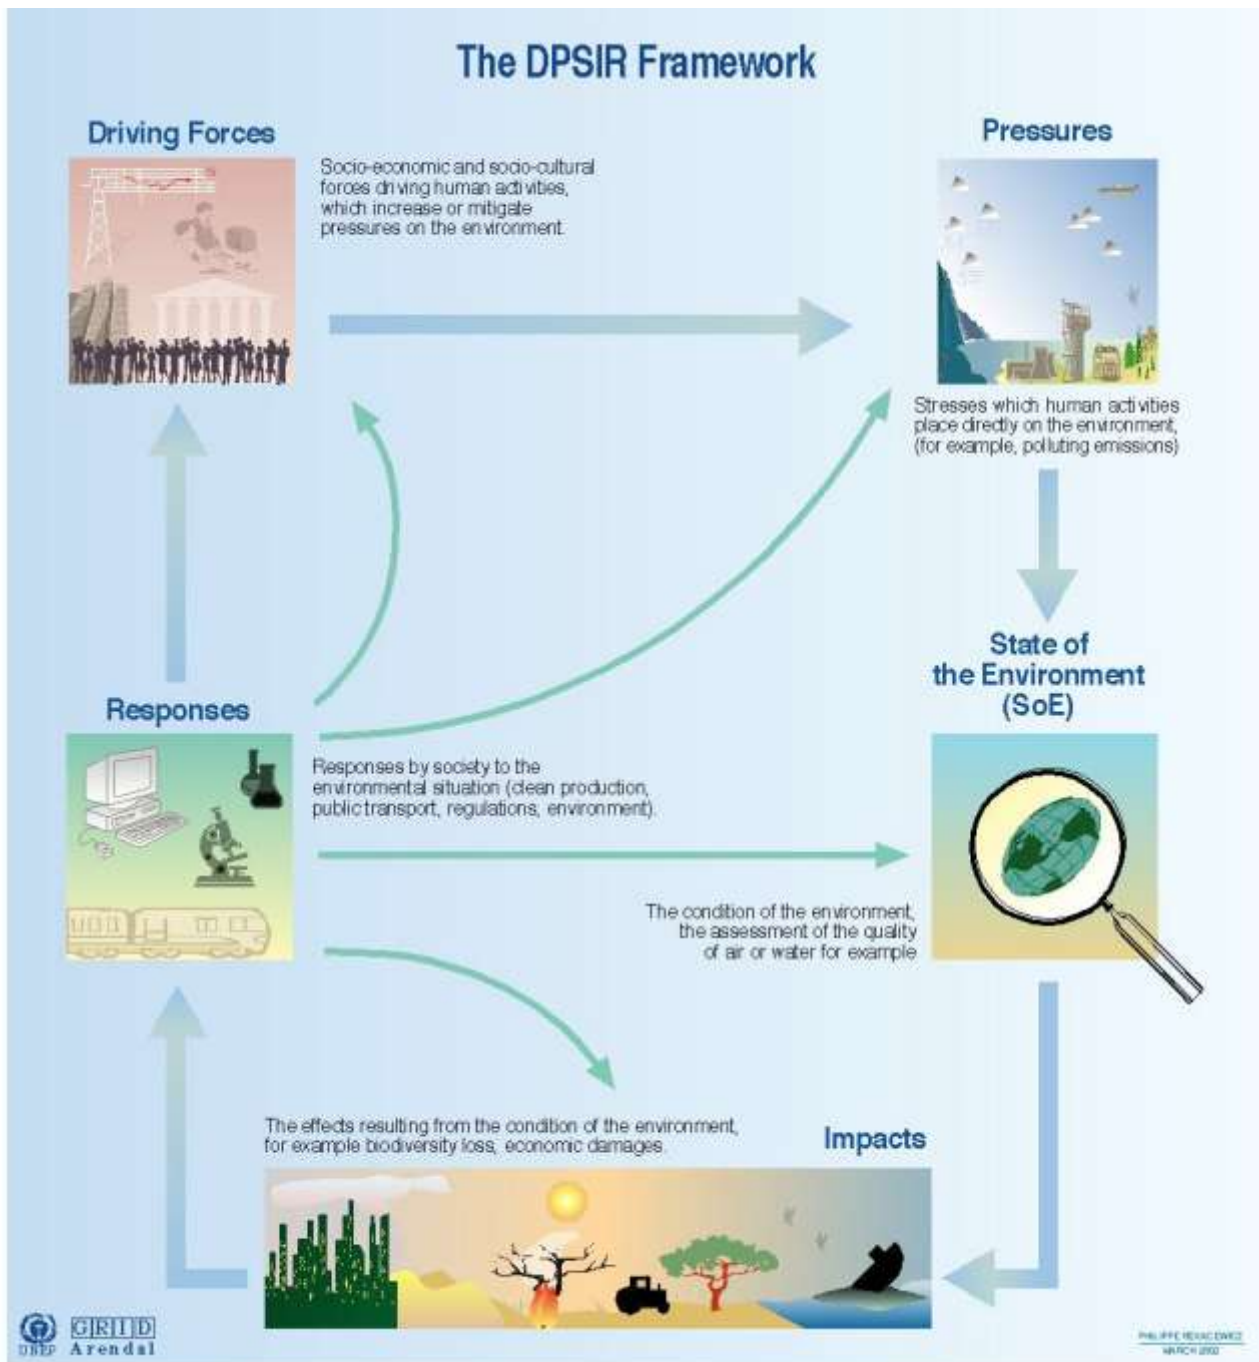 The DPSIR Framework
Driving Forces
Socio-economic and socio-cultural
forces driving human activities,
which increase or mitigate
pressures on the environment.
Pressures
Stresses which human activities
place directly on the environment,
(for example, polluting emissions)
State of
the Environment
(SoE)
Responses
Responses by society to the
environmental situation (clean production,
public transport, regulations, environment).
The condition of the environment,
the assessment of the quality
of air or water for example
The effects resulting from the condition of the environment,
for example biodiversity loss, economic damages.
Impacts
UNEP
GRID
Arendal
PHILIPPE REKACEWICZ
MARCH 2002